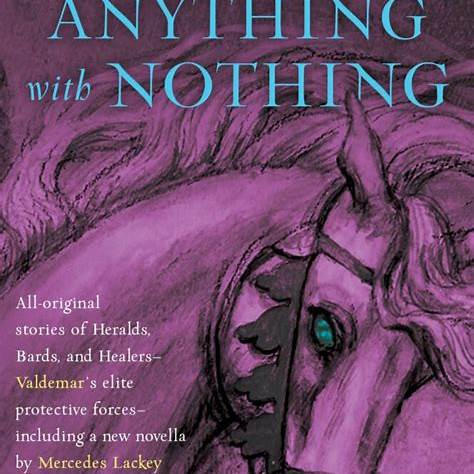 ANYTHING
with NOTHING
All-original
stories of Heralds,
Bards, and Healers–
Valdemar's elite
protective forces–
including a new novella
by Mercedes Lackey